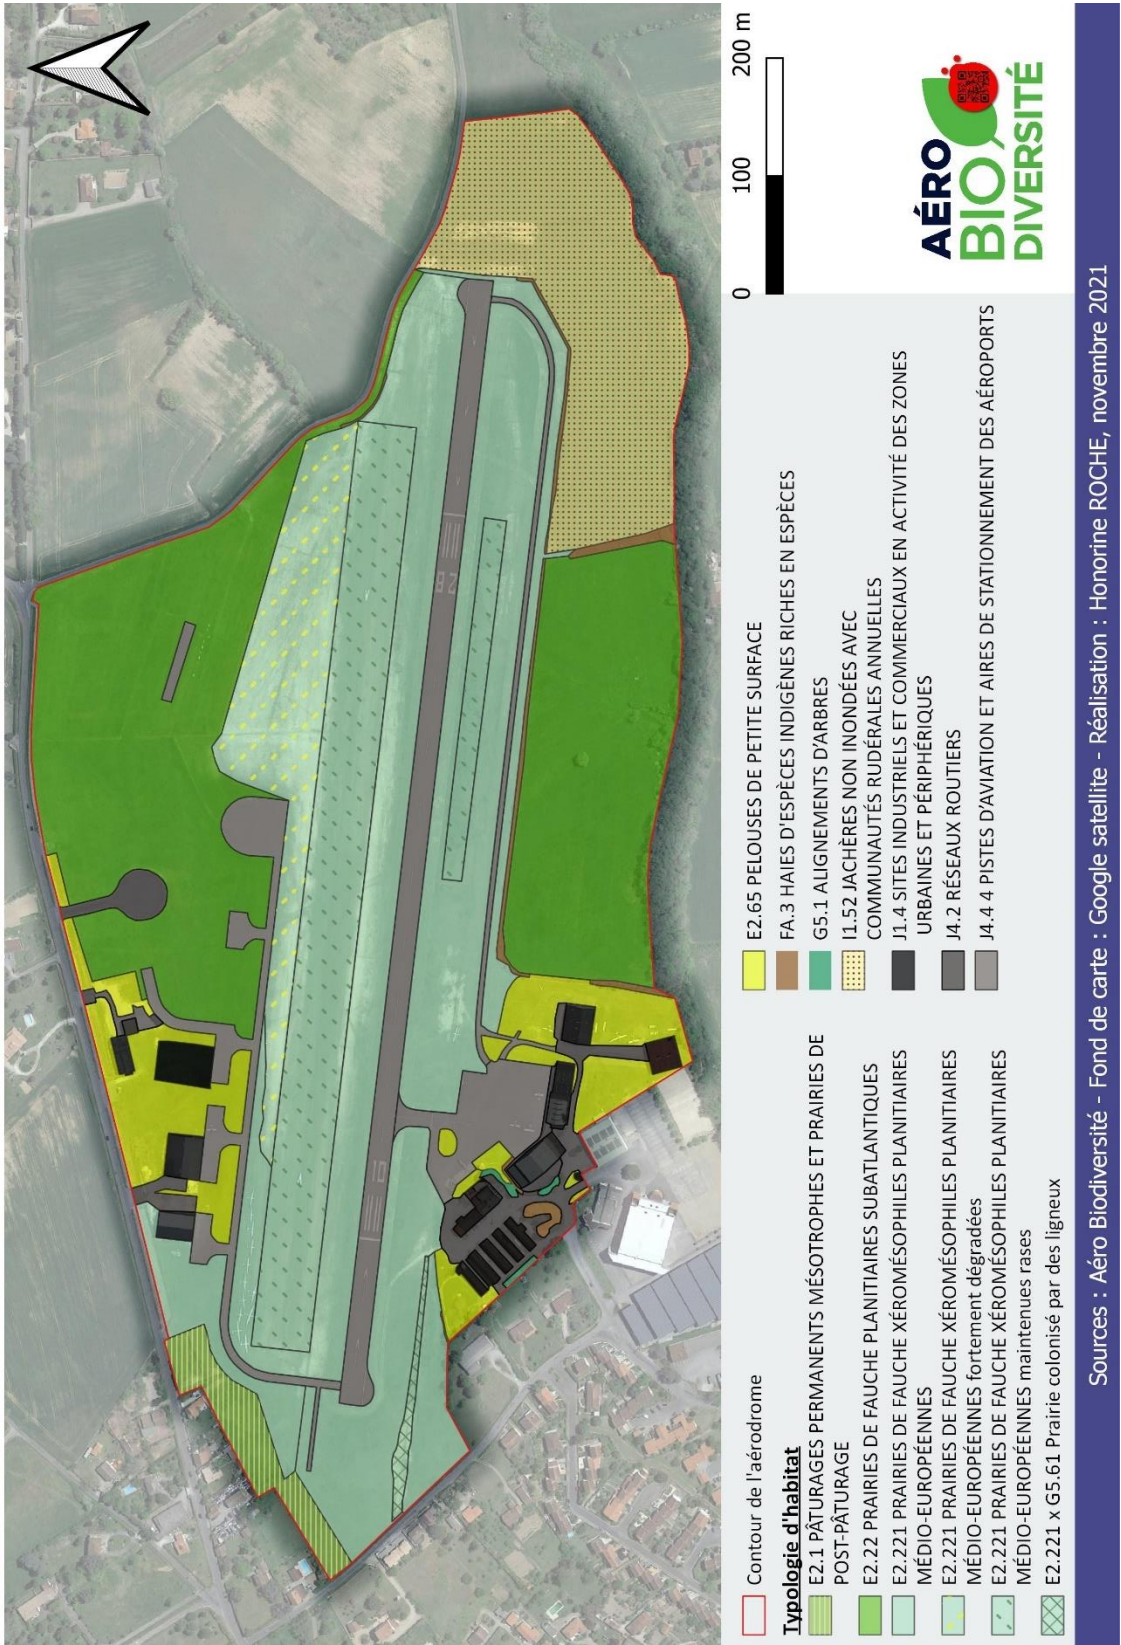 28
10
Contour de l'aérodrome
Typologie d'habitat
E2.1 PÂTURAGES PERMANENTS MÉSOTROPHES ET PRAIRIES DE
POST-PÂTURAGE
E2.22 PRAIRIES DE FAUCHE PLANITIAIRES SUBATLANTIQUES
E2.221 PRAIRIES DE FAUCHE XÉROMÉSOPHILES PLANITIAIRES
MÉDIO-EUROPÉENNES
E2.221 PRAIRIES DE FAUCHE XÉROMÉSOPHILES PLANITIAIRES
MÉDIO-EUROPÉENNES fortement dégradées
E2.221 PRAIRIES DE FAUCHE XÉROMÉSOPHILES PLANITIAIRES
MÉDIO-EUROPÉENNES maintenues rases
E2.221 x G5.61 Prairie colonisé par des ligneux
E2.65 PELOUSES DE PETITE SURFACE
FA.3 HAIES D'ESPÈCES INDIGÈNES RICHES EN ESPÈCES
G5.1 ALIGNEMENTS D'ARBRES
I1.52 JACHÈRES NON INONDÉES AVEC
COMMUNAUTÉS RUDÉRALES ANNUELLES
J1.4 SITES INDUSTRIELS ET COMMERCIAUX EN ACTIVITÉ DES ZONES
URBAINES ET PÉRIPHÉRIQUES
J4.2 RÉSEAUX ROUTIERS
J4.4 4 PISTES D'AVIATION ET AIRES DE STATIONNEMENT DES AÉROPORTS
0 100 200 m
AÉRO
BIO
DIVERSITÉ
Sources : Aéro Biodiversité - Fond de carte : Google satellite - Réalisation : Honorine ROCHE, novembre 2021